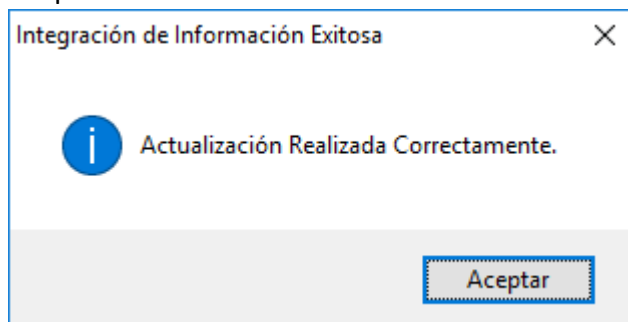 Integración de Información Exitosa
Actualización Realizada Correctamente.
Aceptar